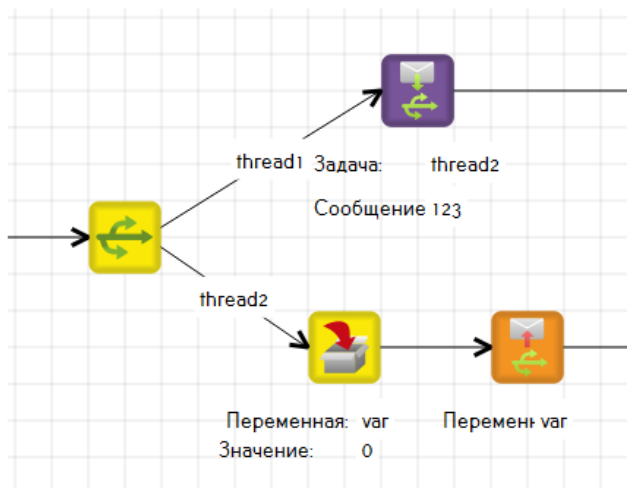 thread1 Задача: thread2
Сообщение 123
thread2
Переменная: var Перемен var
Значение: 0